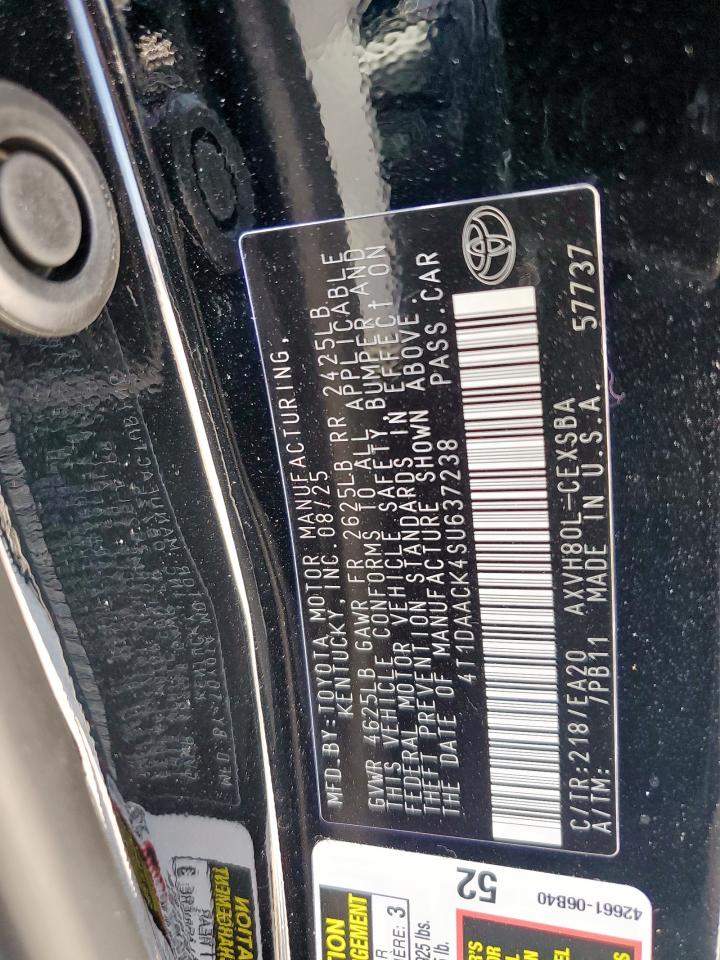 MFD.BY:TOYOTA MOTOR MANUFACTURING,
KENTUCKY, INC. 08/25
GVWR 4625LB GAWR FR 2625LB RR 2425LB
THIS VEHICLE CONFORMS TO ALL APPLICABLE
FEDERAL MOTOR VEHICLE SAFETY BUMPER AND
THEFT PREVENTION STANDARDS IN EFFECT ON
THE DATE OF MANUFACTURE SHOWN ABOVE.
4T1DAACK4SU637238 PASS.CAR
C/TR:218/EA20 AXVH80L-CEXSBA
A/TM: 7PB11 MADE IN U.S.A. 57737
52
42661-06B40